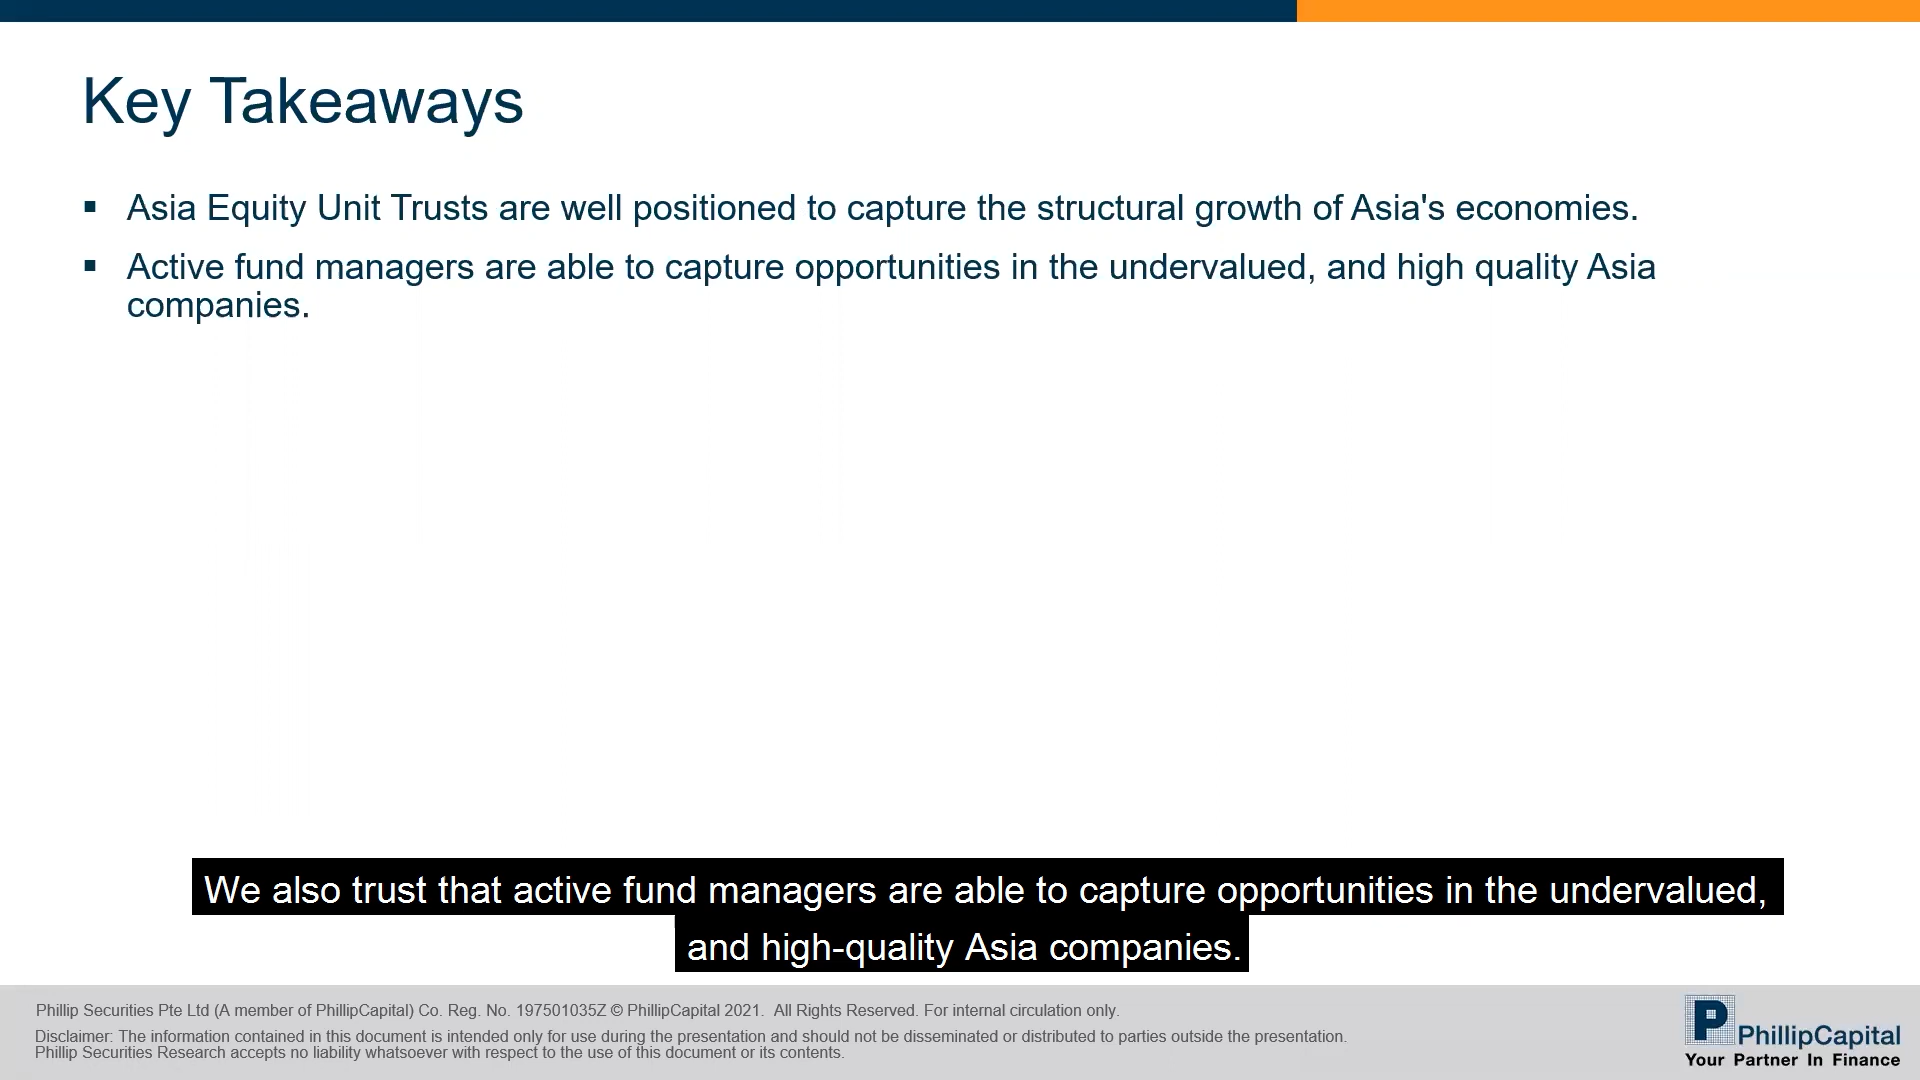 Key Takeaways
▪ Asia Equity Unit Trusts are well positioned to capture the structural growth of Asia's economies.
▪ Active fund managers are able to capture opportunities in the undervalued, and high quality Asia
companies.
We also trust that active fund managers are able to capture opportunities in the undervalued,
and high-quality Asia companies.
Phillip Securities Pte Ltd (A member of PhillipCapital) Co. Reg. No. 197501035Z © PhillipCapital 2021.  All Rights Reserved. For internal circulation only.
Disclaimer: The information contained in this document is intended only for use during the presentation and should not be disseminated or distributed to parties outside the presentation.
Phillip Securities Research accepts no liability whatsoever with respect to the use of this document or its contents.
P PhillipCapital
Your Partner In Finance